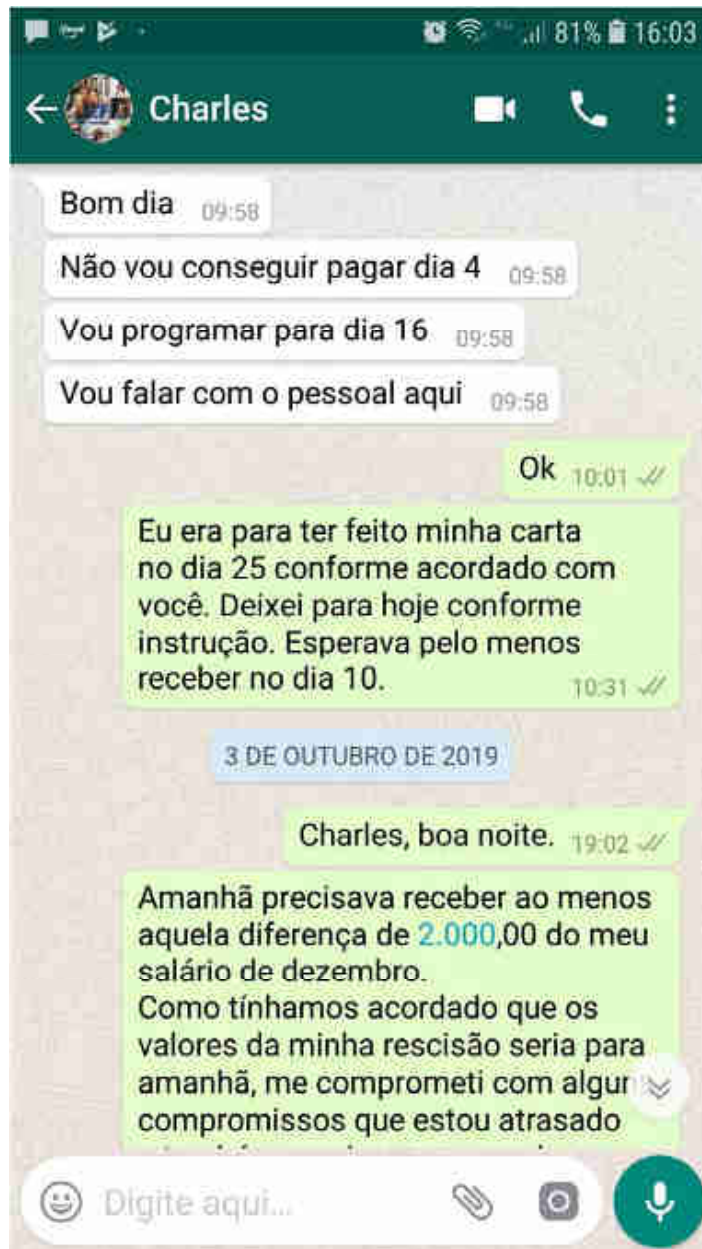 81% 16:03
Charles
Bom dia 09:58
Não vou conseguir pagar dia 4 09:58
Vou programar para dia 16 09:58
Vou falar com o pessoal aqui 09:58
Ok 10:01
Eu era para ter feito minha carta
no dia 25 conforme acordado com
você. Deixei para hoje conforme
instrução. Esperava pelo menos
receber no dia 10. 10:31
3 DE OUTUBRO DE 2019
Charles, boa noite. 19:02
Amanhã precisava receber ao menos
aquela diferença de 2.000,00 do meu
salário de dezembro.
Como tínhamos acordado que os
valores da minha rescisão seria para
amanhã, me comprometi com algun
compromissos que estou atrasado
Digite aqui...